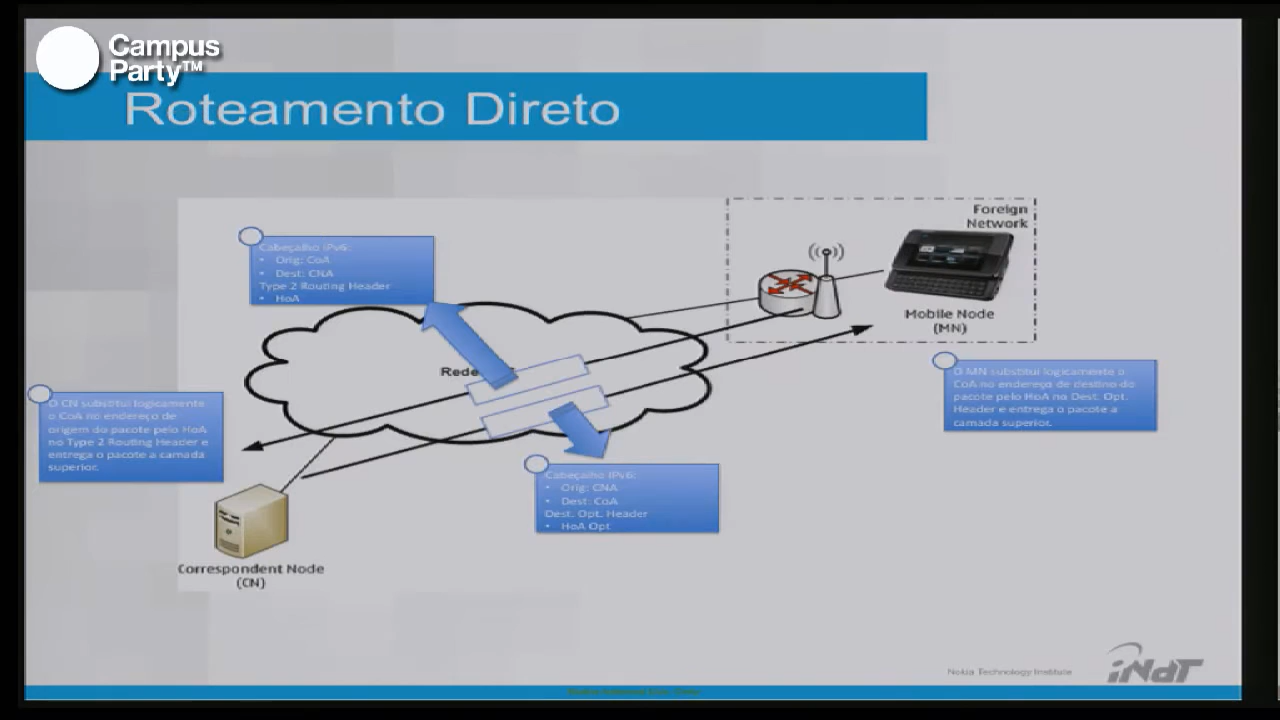 Campus
Party™
Roteamento Direto
Foreign
Network
Cabeçalho IPv6:
• Orig: CoA
• Dest: CNA
Type 2 Routing Header
• HoA
Mobile Node
(MN)
Rede
O CN substitui logicamente
o CoA no endereço de
origem do pacote pelo HoA
no Type 2 Routing Header e
entrega o pacote a camada
superior.
O MN substitui logicamente o
CoA no endereço de destino do
pacote pelo HoA no Dest. Opt.
Header e entrega o pacote a
camada superior.
Cabeçalho IPv6:
• Orig: CNA
• Dest: CoA
Dest. Opt. Header
• HoA Opt
Correspondent Node
(CN)
Nokia Technology Institute
iNdT